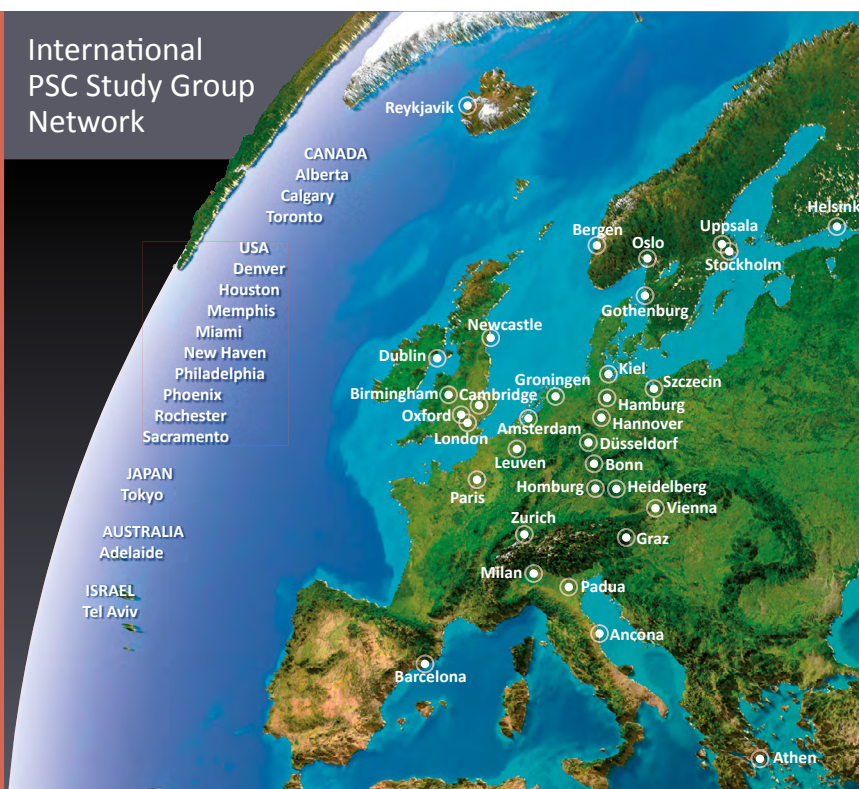 International
PSC Study Group
Network
Reykjavik
CANADA
Alberta
Calgary
Toronto
USA
Denver
Houston
Memphis
Miami
New Haven
Philadelphia
Phoenix
Rochester
Sacramento
JAPAN
Tokyo
AUSTRALIA
Adelaide
ISRAEL
Tel Aviv
Helsink
Bergen
Oslo
Uppsala
Stockholm
Gothenburg
Newcastle
Dublin
Kiel
Szczecin
Birmingham
Cambridge
Groningen
Hamburg
Oxford
Amsterdam
Hannover
London
Düsseldorf
Leuven
Bonn
Paris
Homburg
Heidelberg
Vienna
Zurich
Graz
Milan
Padua
Ancona
Barcelona
Athen